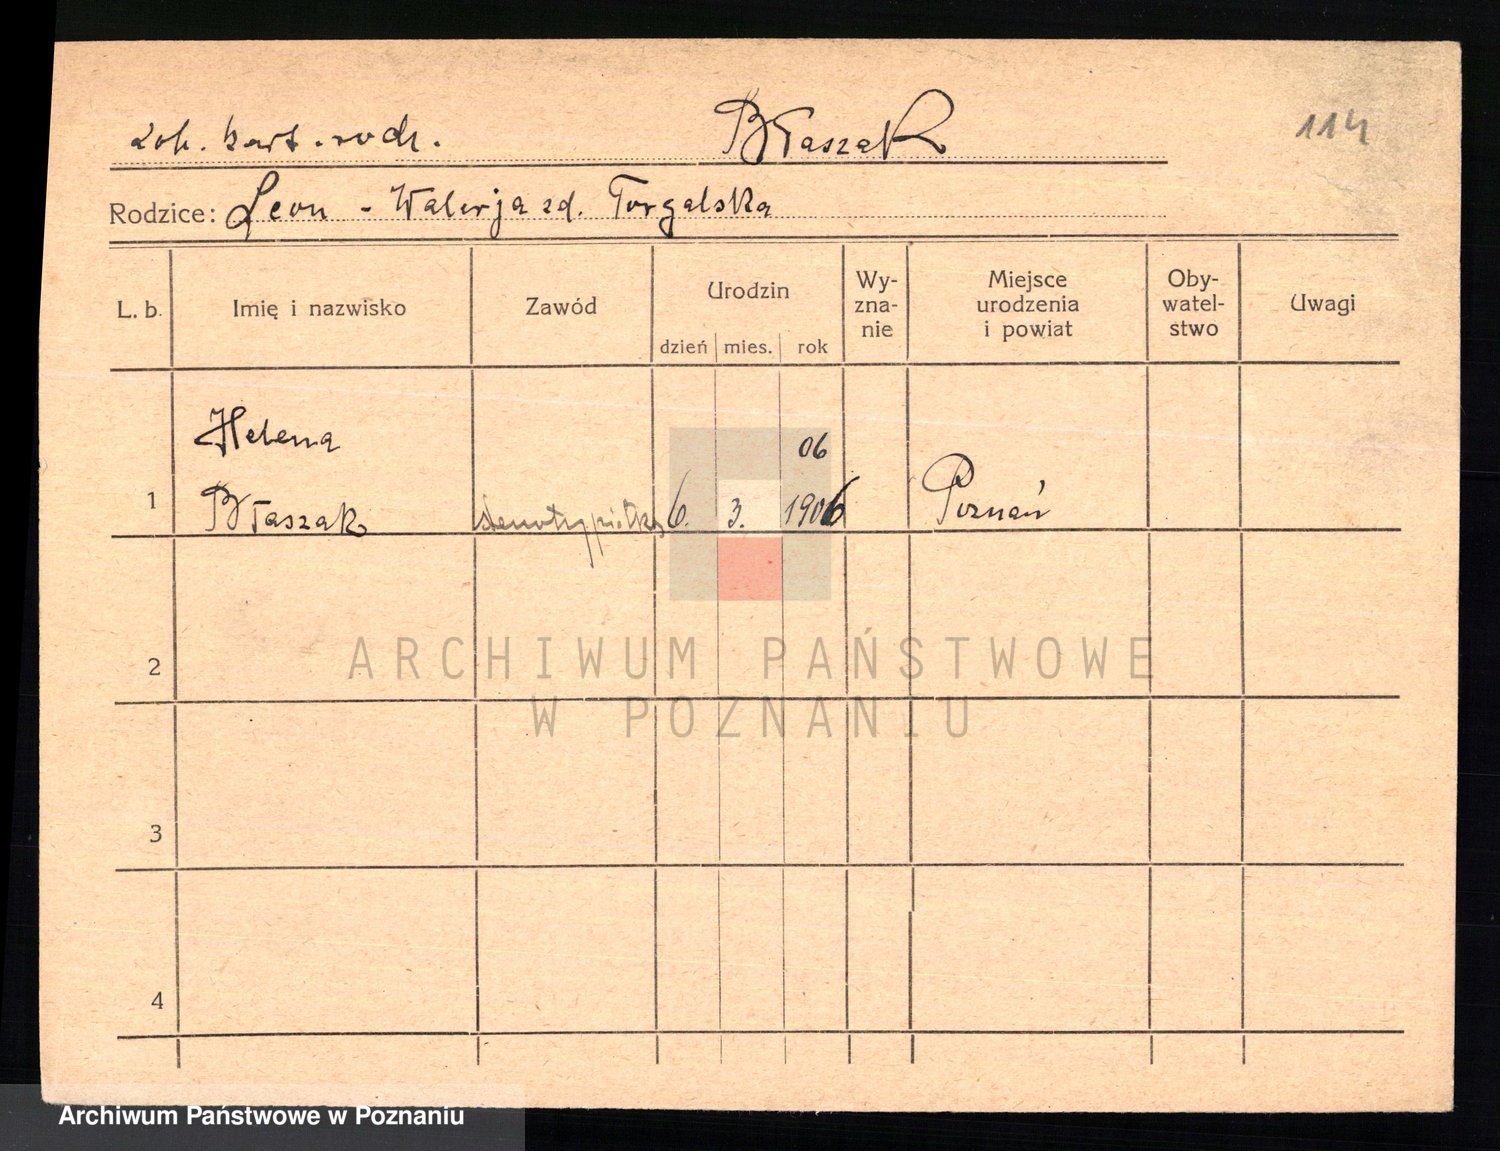 zob. kart. rodz. Błaszak 114
Rodzice: Leon - Walerja zd. Torgalska
L. b. Imię i nazwisko Zawód Urodzin Wy-zna-nie Miejsce urodzenia i powiat Oby-watel-stwo Uwagi
dzień mies. rok
Helena 06
1 Błaszak stenotypistka 6. 3. 1906 Poznań
2
ARCHIWUM PAŃSTWOWE
W POZNANIU
3
4
Archiwum Państwowe w Poznaniu